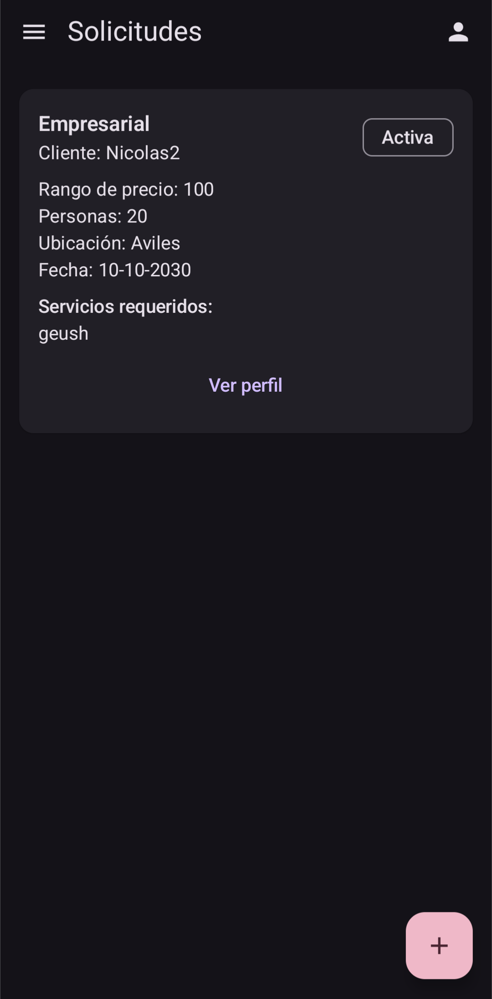 Solicitudes
Empresarial
Activa
Cliente: Nicolas2
Rango de precio: 100
Personas: 20
Ubicación: Aviles
Fecha: 10-10-2030
Servicios requeridos:
geush
Ver perfil